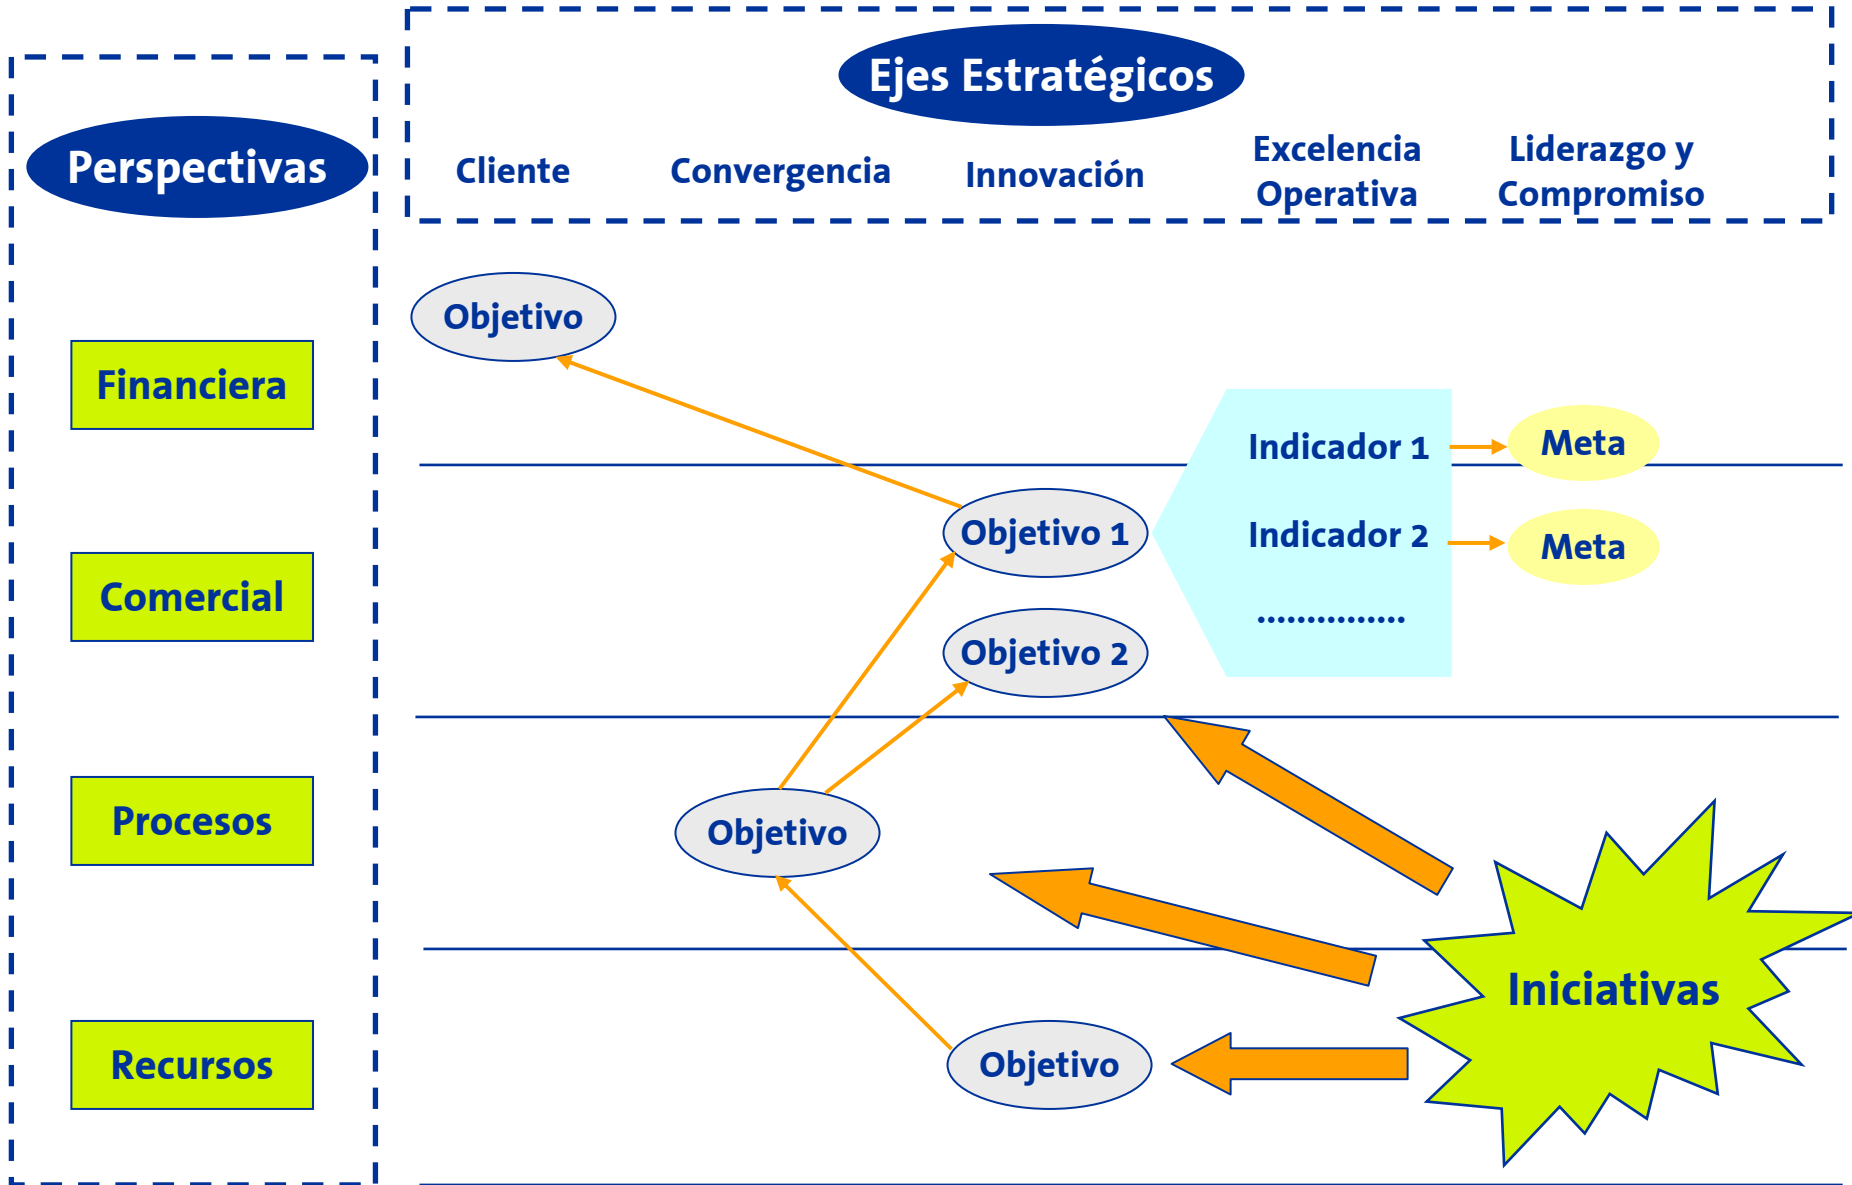 Ejes Estratégicos
Perspectivas
Cliente
Convergencia
Innovación
Excelencia
Operativa
Liderazgo y
Compromiso
Objetivo
Financiera
Indicador 1
Meta
Objetivo 1
Indicador 2
Meta
Comercial
...............
Objetivo 2
Procesos
Objetivo
Iniciativas
Recursos
Objetivo